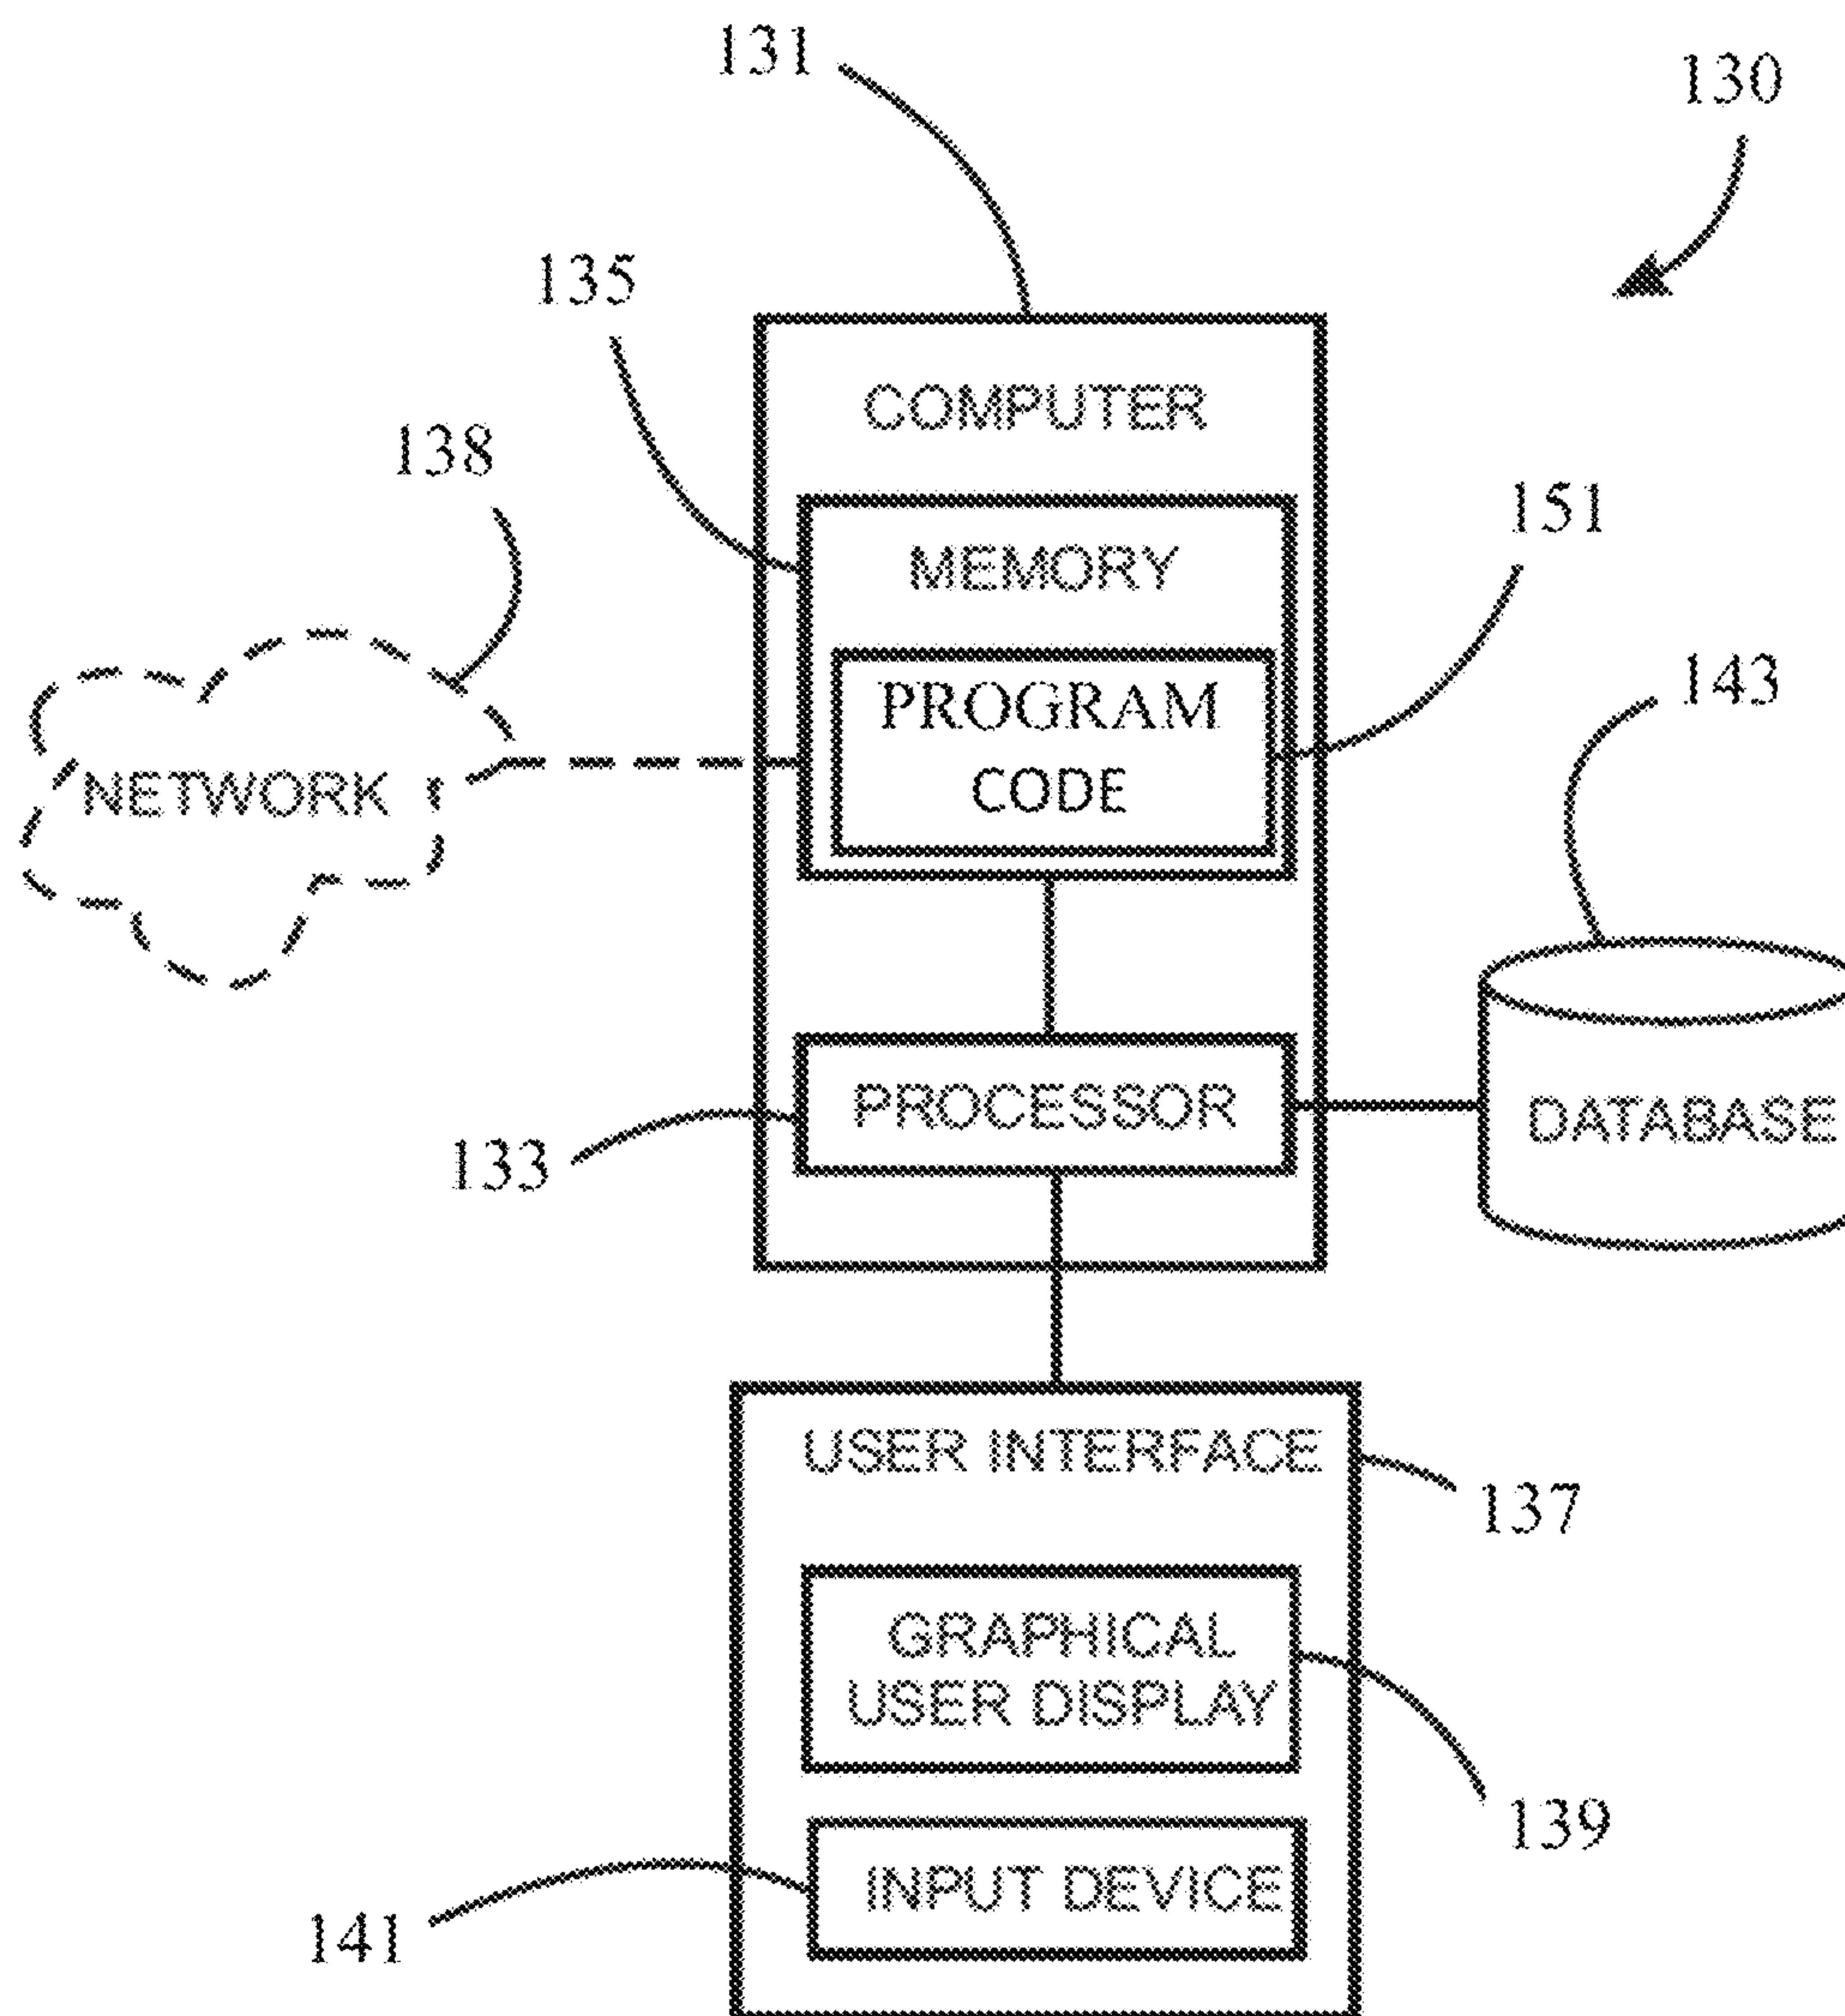 131
130
135
COMPUTER
138
151
MEMORY
PROGRAM
CODE
143
NETWORK
PROCESSOR
DATABASE
133
USER INTERFACE
137
GRAPHICAL
USER DISPLAY
139
INPUT DEVICE
141